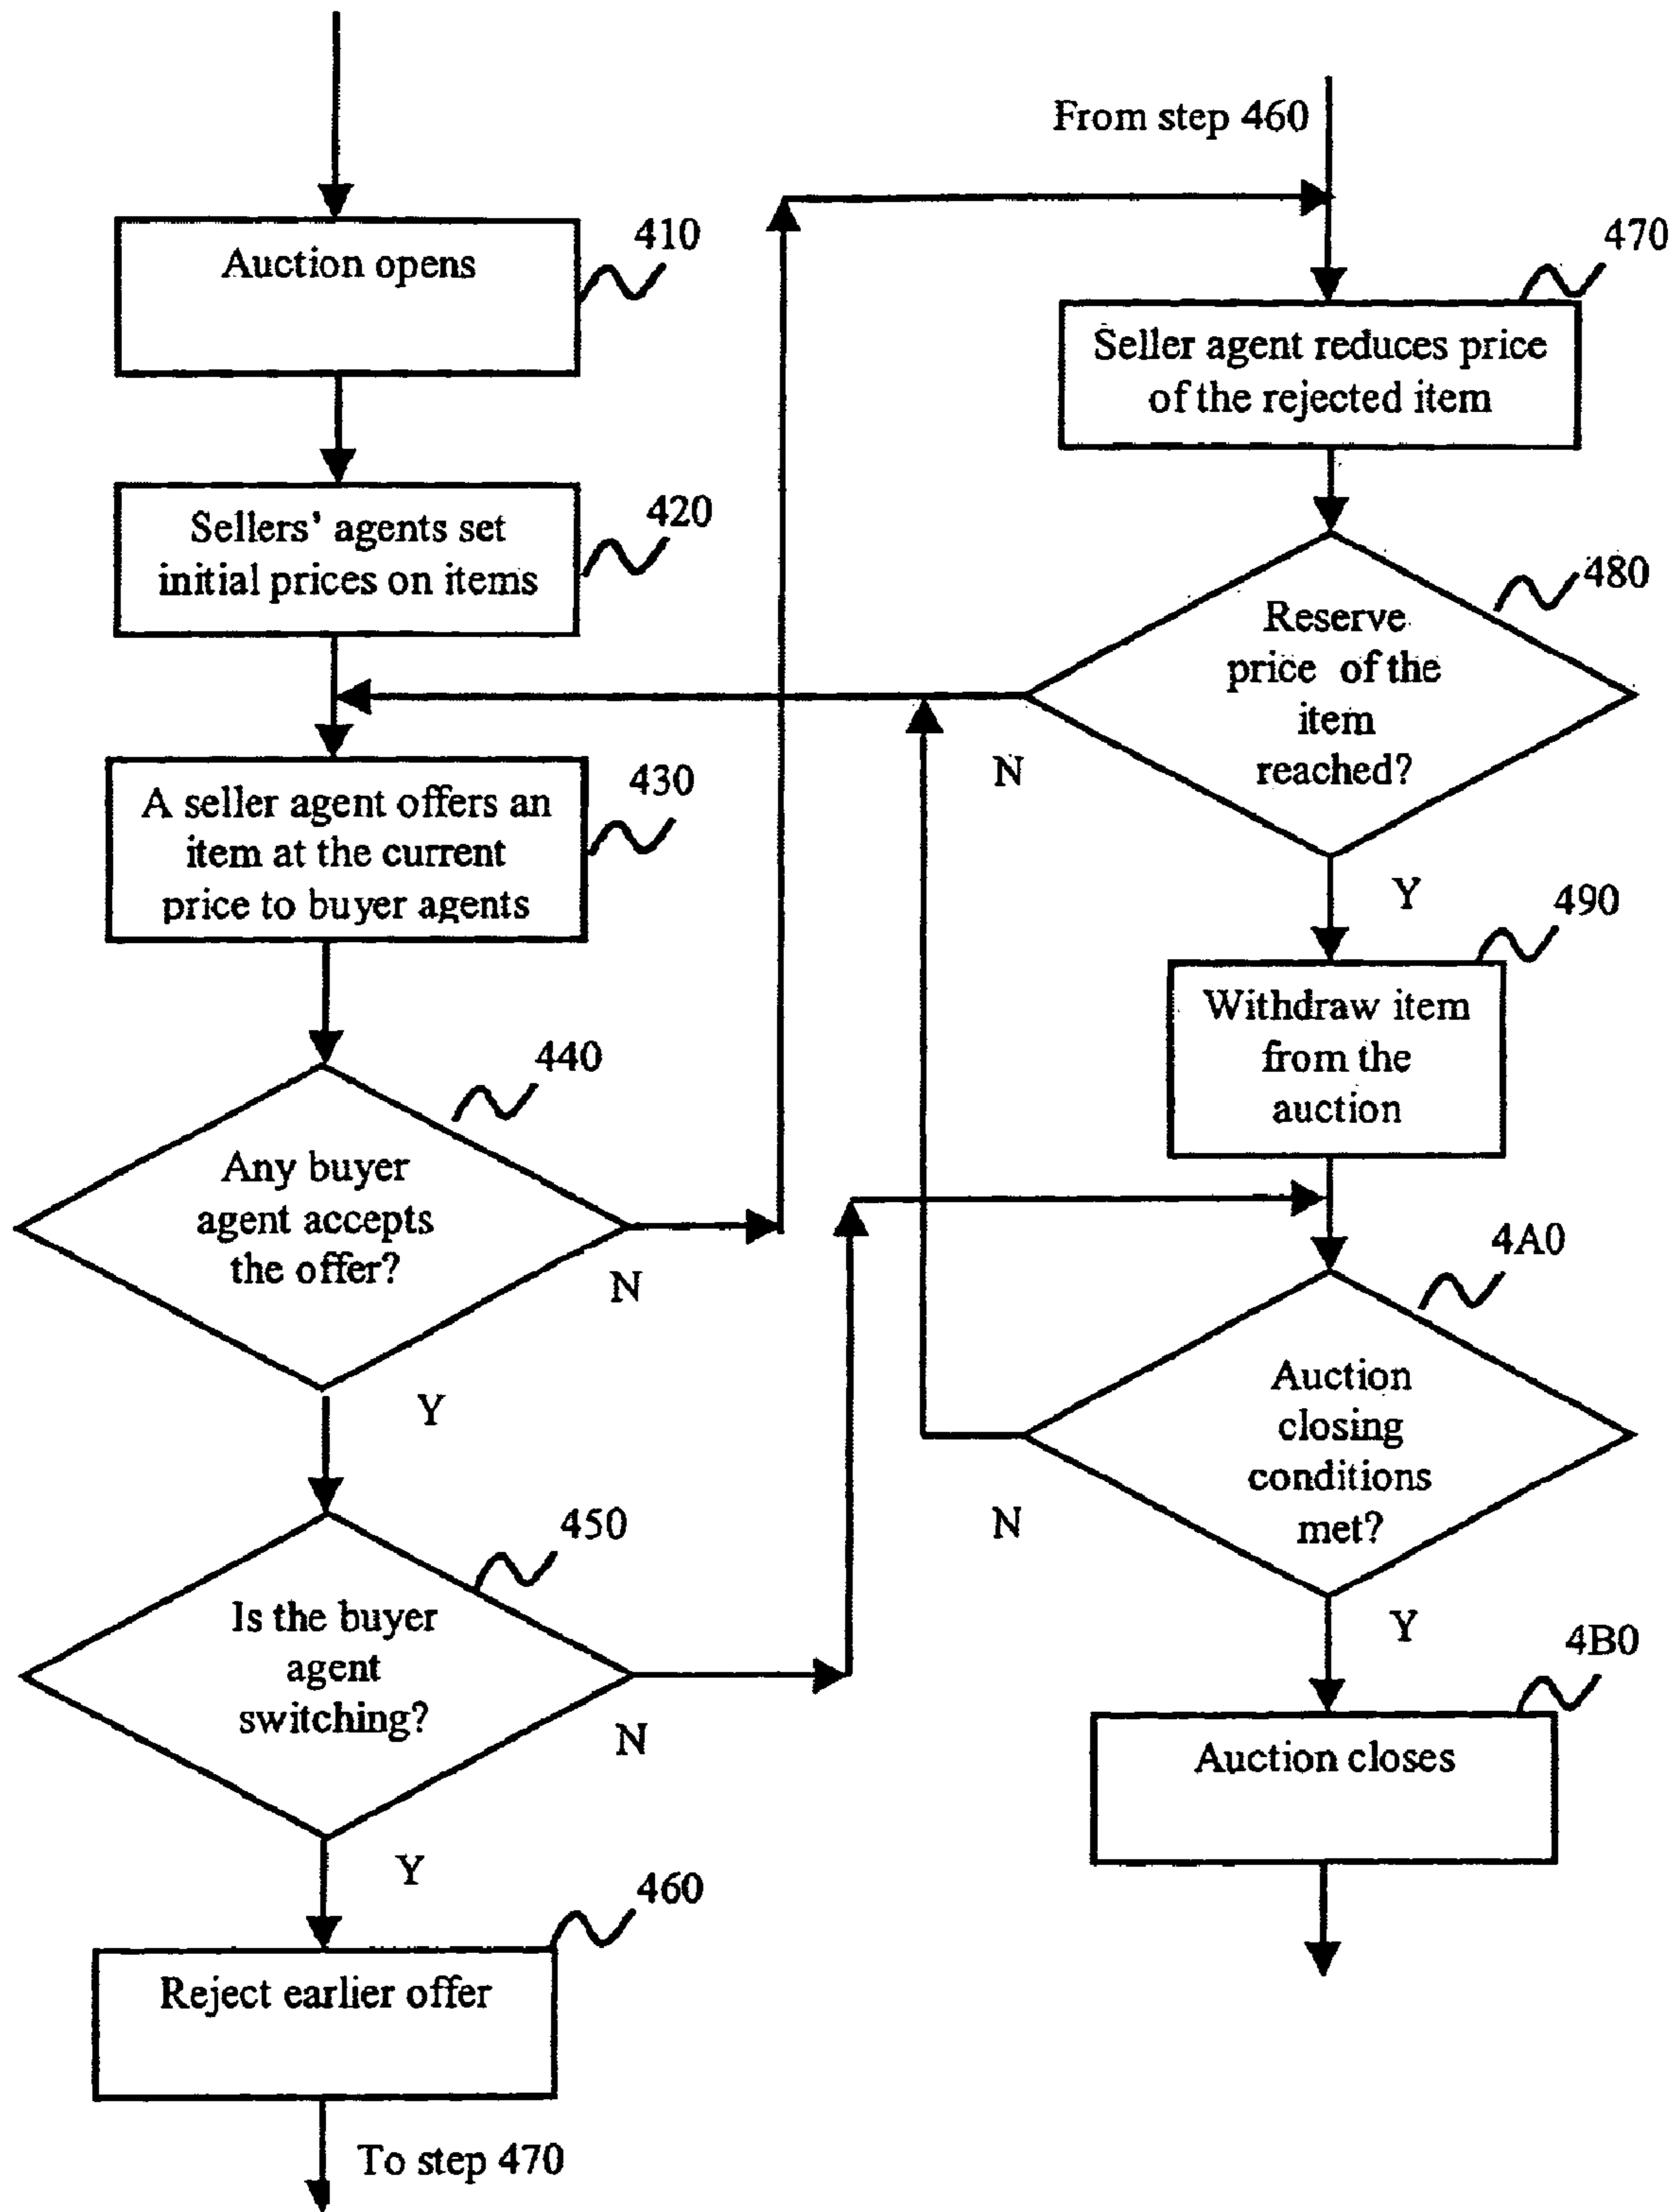 Auction opens
410
Sellers' agents set
initial prices on items
420
A seller agent offers an
item at the current
price to buyer agents
430
Any buyer
agent accepts
the offer?
440
N
Y
Is the buyer
agent
switching?
450
N
Y
Reject earlier offer
460
To step 470
From step 460
Seller agent reduces price
of the rejected item
470
Reserve
price of the
item
reached?
480
N
Y
Withdraw item
from the
auction
490
Auction
closing
conditions
met?
4A0
N
Y
Auction closes
4B0